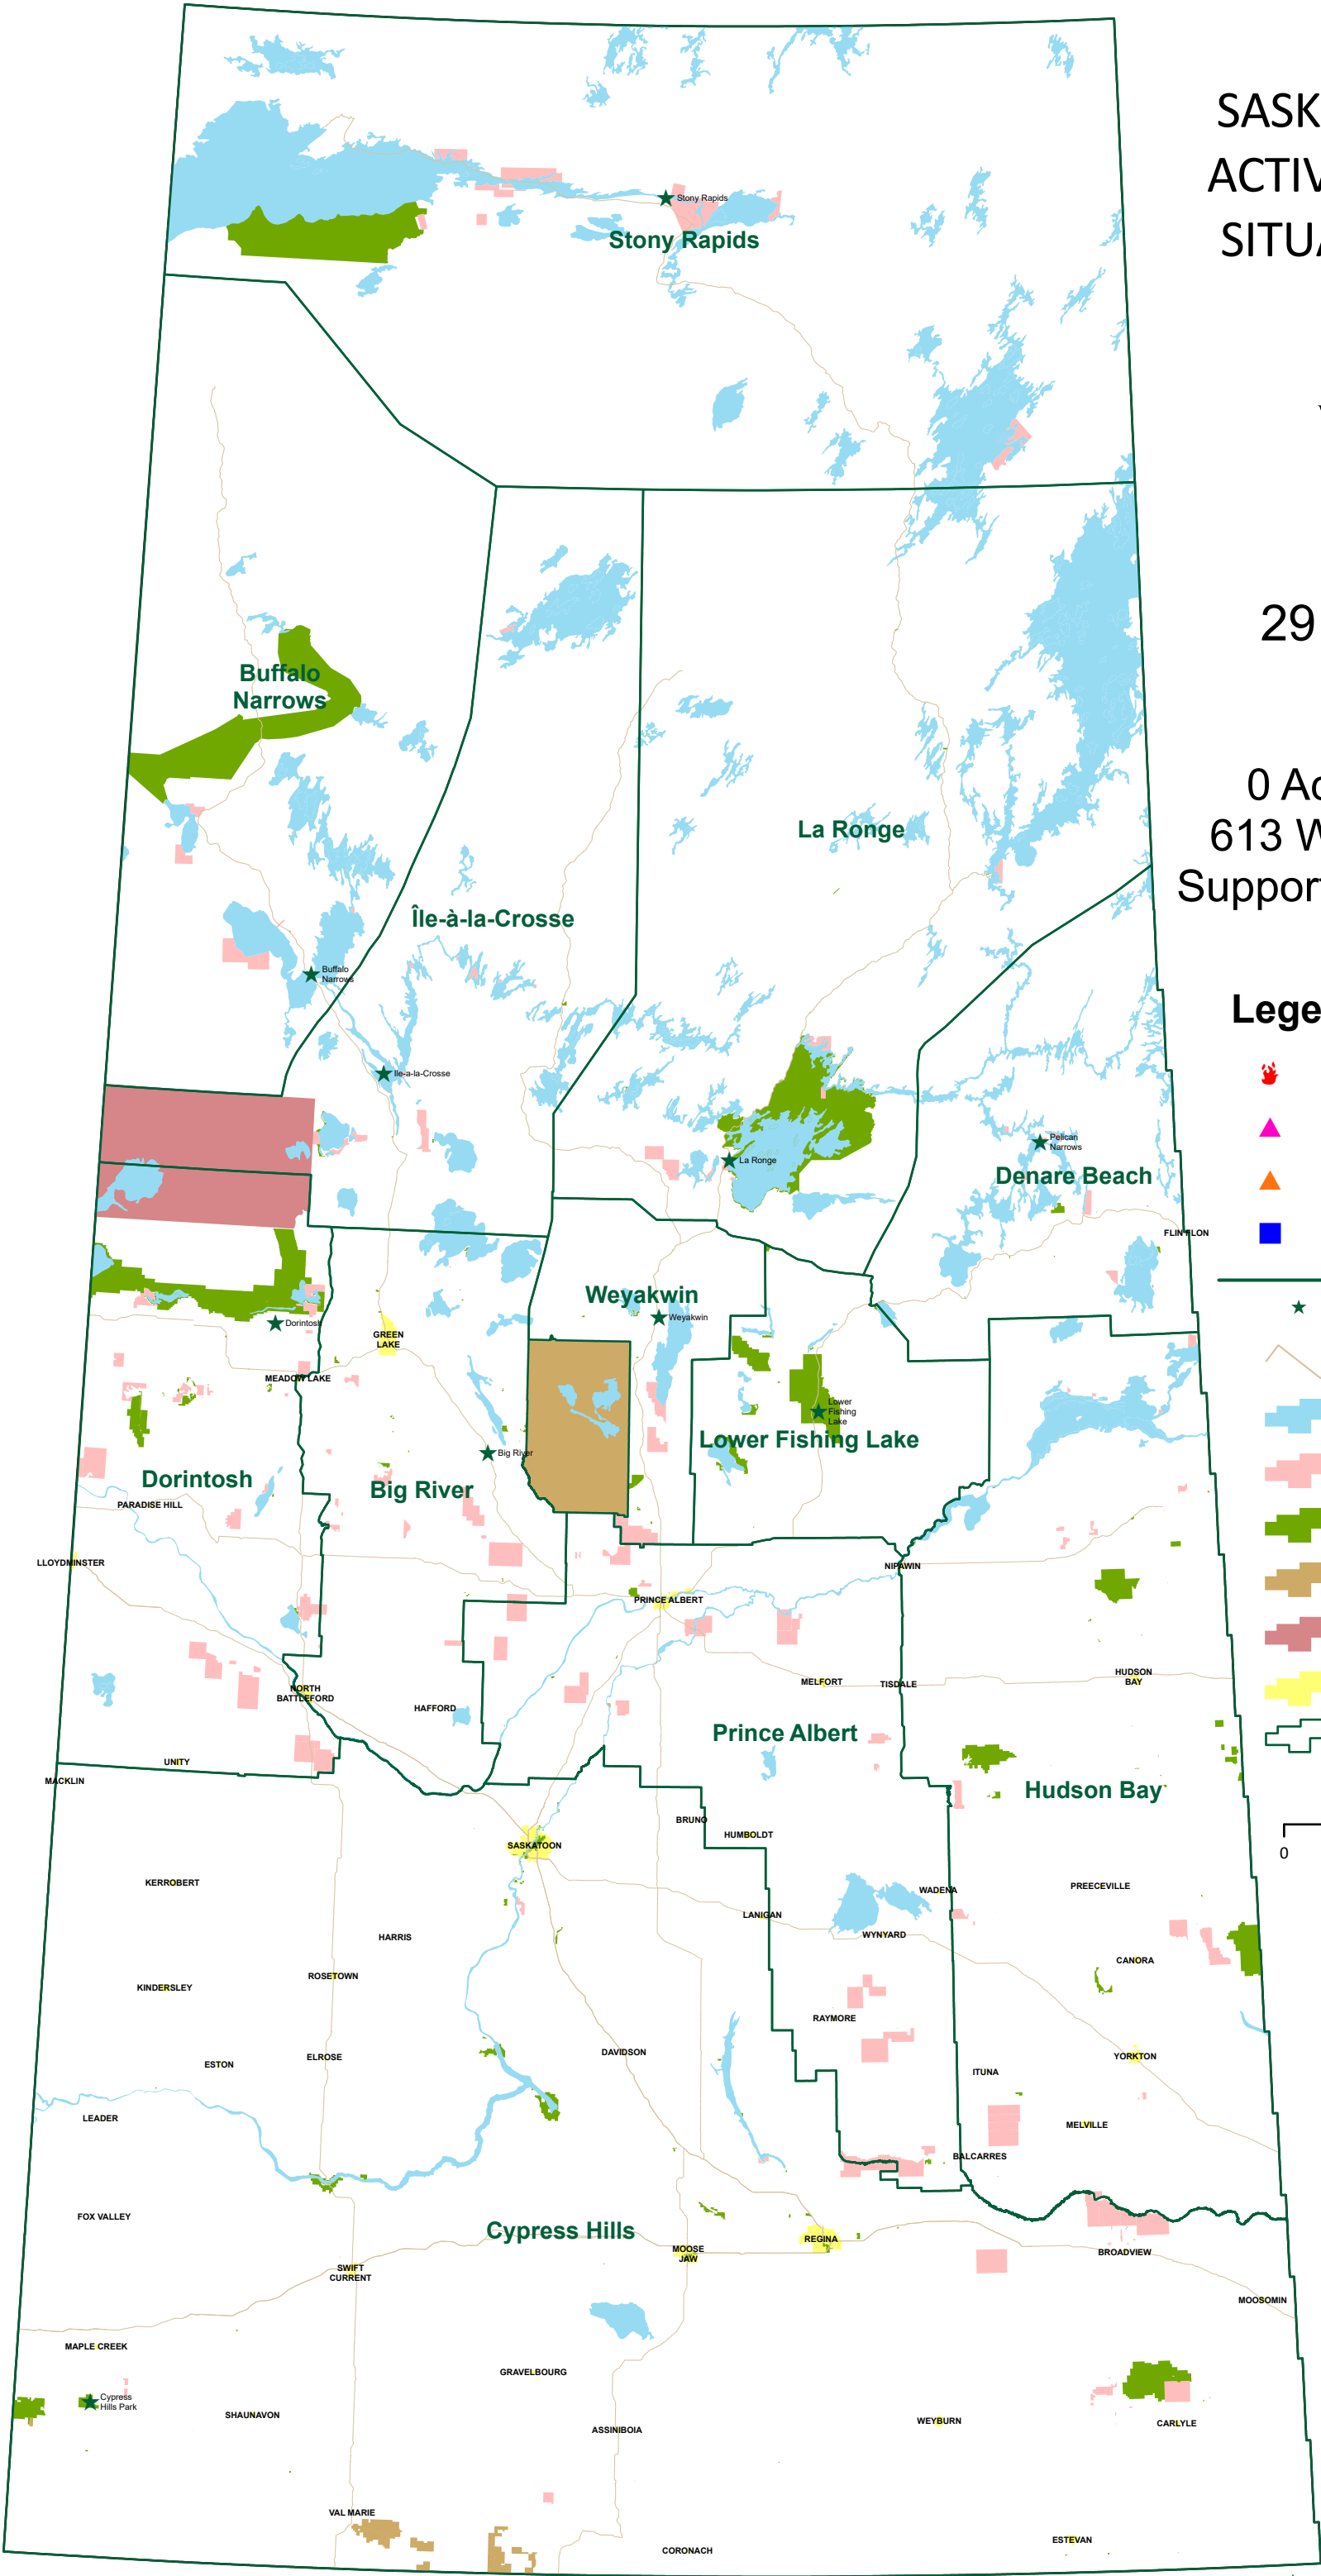 SASK
ACTIV
SITUA
Stony Rapids
Stony Rapids
29
Buffalo
Narrows
0 Ac
613 W
Support
La Ronge
Île-à-la-Crosse
Buffalo
Narrows
Lege
Ile-a-la-Crosse
Pelican
Narrows
La Ronge
Denare Beach
FLIN FLON
Weyakwin
Weyakwin
Dorintosh
GREEN
LAKE
MEADOW LAKE
Lower
Fishing
Lake
Lower Fishing Lake
Big River
Dorintosh
Big River
PARADISE HILL
LLOYDMINSTER
NIPAWIN
PRINCE ALBERT
HUDSON
BAY
MELFORT
TISDALE
NORTH
BATTLEFORD
HAFFORD
Prince Albert
UNITY
MACKLIN
Hudson Bay
BRUNO
HUMBOLDT
SASKATOON
0
KERROBERT
PREECEVILLE
WADENA
LANIGAN
WYNYARD
HARRIS
CANORA
ROSETOWN
KINDERSLEY
RAYMORE
DAVIDSON
YORKTON
ELROSE
ESTON
ITUNA
LEADER
MELVILLE
BALCARRES
FOX VALLEY
Cypress Hills
REGINA
MOOSE
JAW
BROADVIEW
SWIFT
CURRENT
MOOSOMIN
MAPLE CREEK
GRAVELBOURG
Cypress
Hills Park
SHAUNAVON
WEYBURN
CARLYLE
ASSINIBOIA
VAL MARIE
ESTEVAN
CORONACH